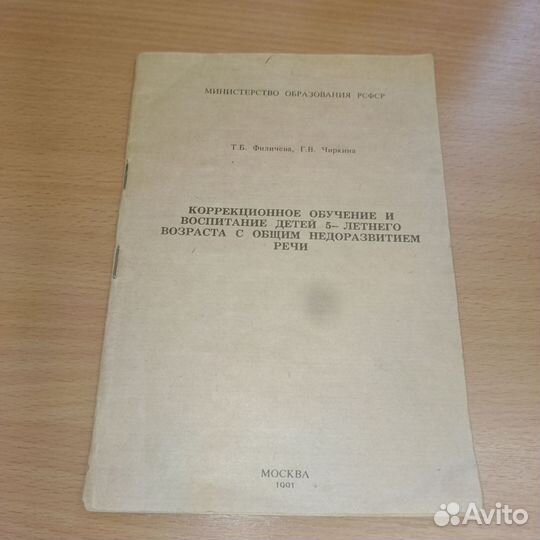 МИНИСТЕРСТВО ОБРАЗОВАНИЯ РСФСР
Т.Б. Филичева, Г.В. Чиркина
КОРРЕКЦИОННОЕ ОБУЧЕНИЕ И
ВОСПИТАНИЕ ДЕТЕЙ 5— ЛЕТНЕГО
ВОЗРАСТА С ОБЩИМ НЕДОРАЗВИТИЕМ
РЕЧИ
МОСКВА
1991
Avito